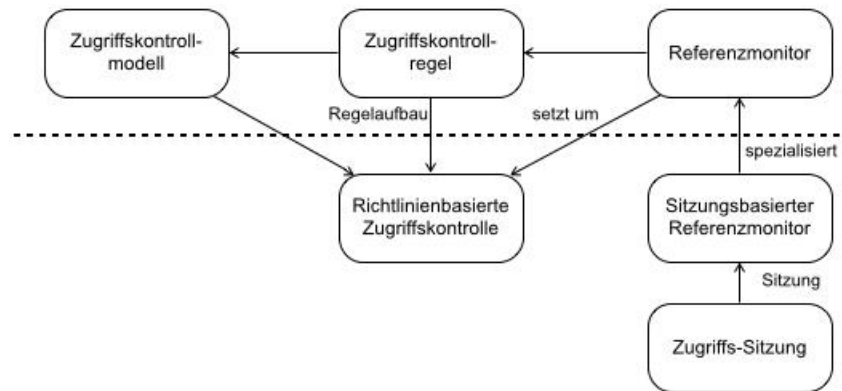 Zugriffskontroll-
modell
Zugriffskontroll-
regel
Referenzmonitor
Regelaufbau
setzt um
spezialisiert
Richtlinienbasierte
Zugriffskontrolle
Sitzungsbasierter
Referenzmonitor
Sitzung
Zugriffs-Sitzung